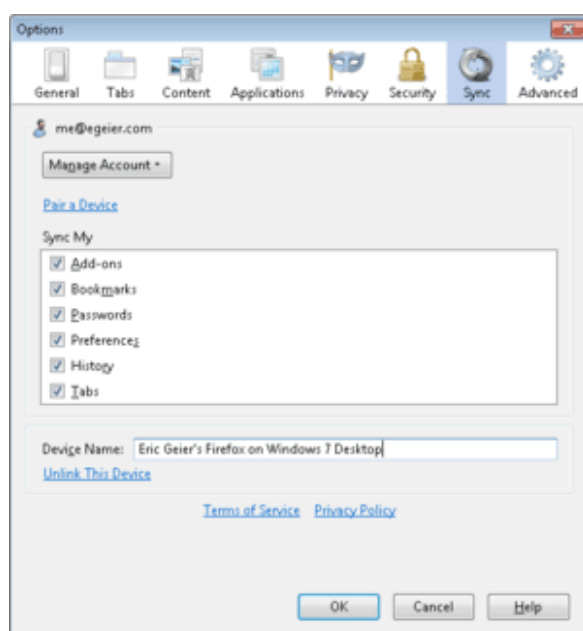 Options
General Tabs Content Applications Privacy Security Sync Advanced
me@egeier.com
Manage Account
Pair a Device
Sync My
Add-ons
Bookmarks
Passwords
Preferences
History
Tabs
Device Name: Eric Geier's Firefox on Windows 7 Desktop
Unlink This Device
Terms of Service Privacy Policy
OK Cancel Help